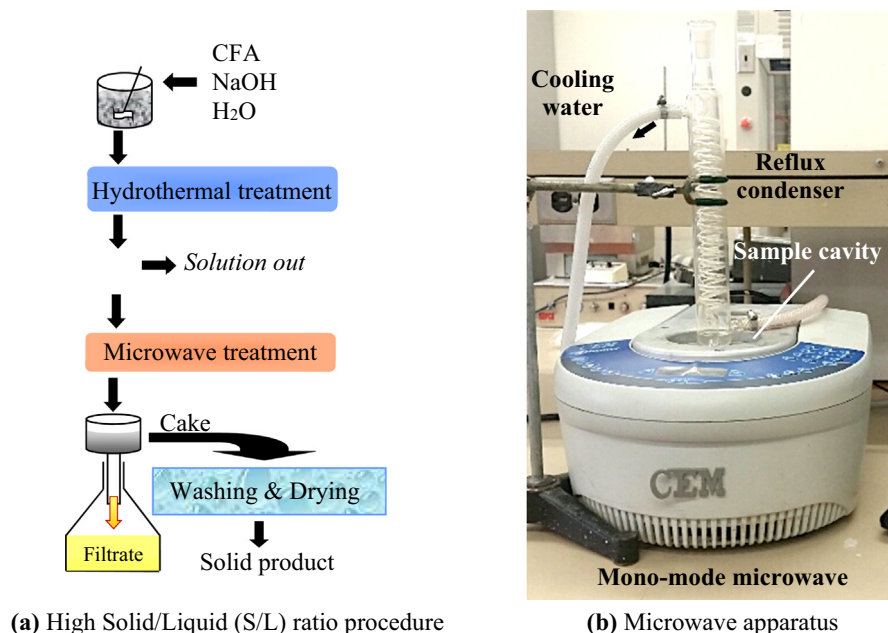 CFA
NaOH
H₂O
Hydrothermal treatment
Solution out
Microwave treatment
Cake
Washing & Drying
Filtrate
Solid product
(a) High Solid/Liquid (S/L) ratio procedure
Cooling
water
Reflux
condenser
Sample cavity
CEM
Mono-mode microwave
(b) Microwave apparatus